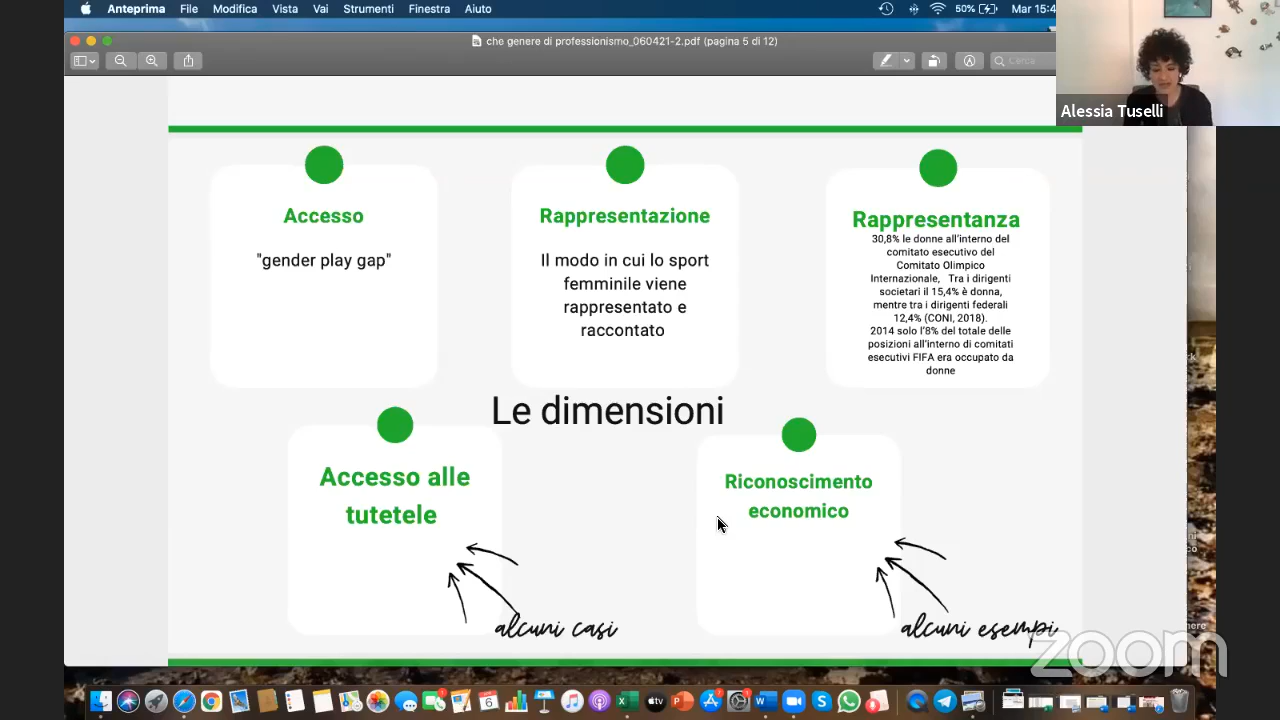 Anteprima File Modifica Vista Vai Strumenti Finestra Aiuto 50% Mar 15:4
che genere di professionismo_060421-2.pdf (pagina 5 di 12)
Cerca
Alessia Tuselli
Accesso
"gender play gap"
Rappresentazione
Il modo in cui lo sport
femminile viene
rappresentato e
raccontato
Rappresentanza
30,8% le donne all'interno del
comitato esecutivo del
Comitato Olimpico
Internazionale, Tra i dirigenti
societari il 15,4% è donna,
mentre tra i dirigenti federali
12,4% (CONI, 2018).
2014 solo l'8% del totale delle
posizioni all'interno di comitati
esecutivi FIFA era occupato da
donne
Le dimensioni
Accesso alle
tutetele
alcuni casi
Riconoscimento
economico
alcuni esempi
zoom